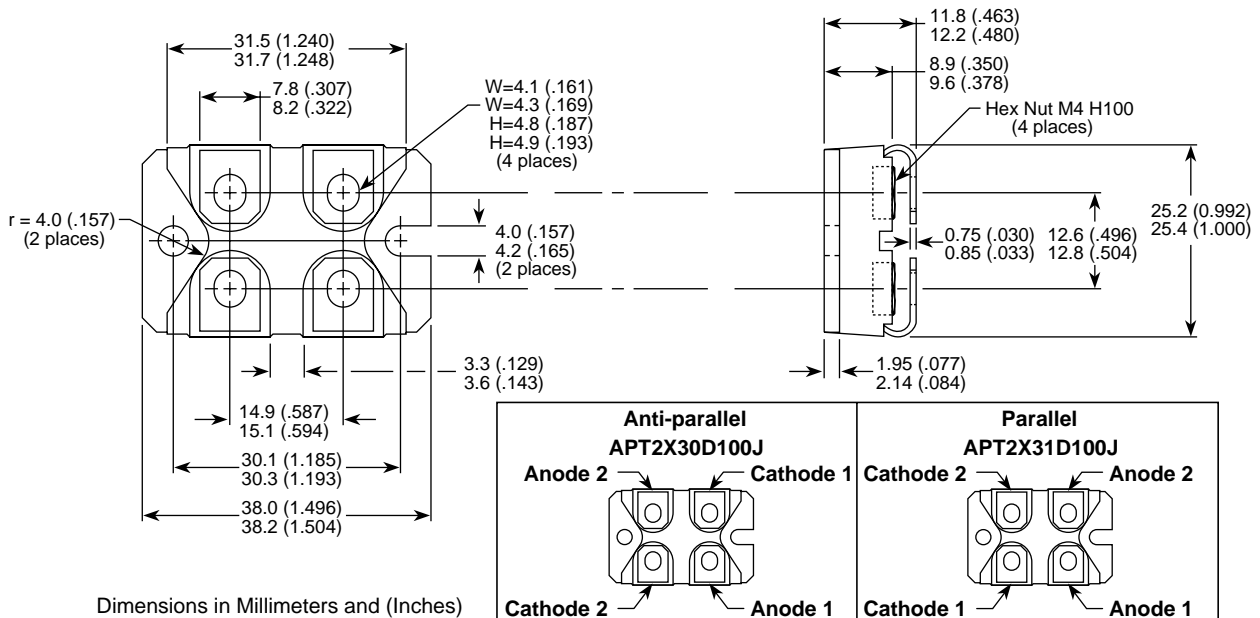 31.5 (1.240)
31.7 (1.248)
7.8 (.307)
8.2 (.322)
W=4.1 (.161)
W=4.3 (.169)
H=4.8 (.187)
H=4.9 (.193)
(4 places)
r = 4.0 (.157)
(2 places)
4.0 (.157)
4.2 (.165)
(2 places)
3.3 (.129)
3.6 (.143)
14.9 (.587)
15.1 (.594)
30.1 (1.185)
30.3 (1.193)
38.0 (1.496)
38.2 (1.504)
Dimensions in Millimeters and (Inches)
11.8 (.463)
12.2 (.480)
8.9 (.350)
9.6 (.378)
Hex Nut M4 H100
(4 places)
0.75 (.030)
0.85 (.033)
12.6 (.496)
12.8 (.504)
25.2 (0.992)
25.4 (1.000)
1.95 (.077)
2.14 (.084)
Anti-parallel
APT2X30D100J
Anode 2
Cathode 1
Cathode 2
Anode 1
Parallel
APT2X31D100J
Cathode 2
Anode 2
Cathode 1
Anode 1